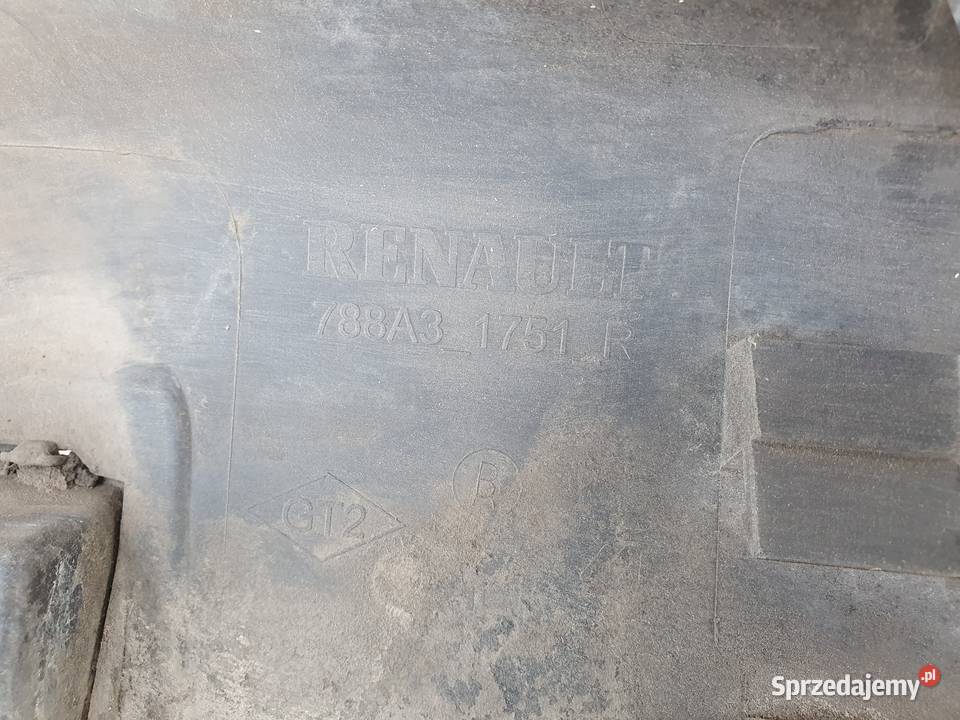 RENAULT
788A3_1751_R
B
GT2
Sprzedajemy.pl